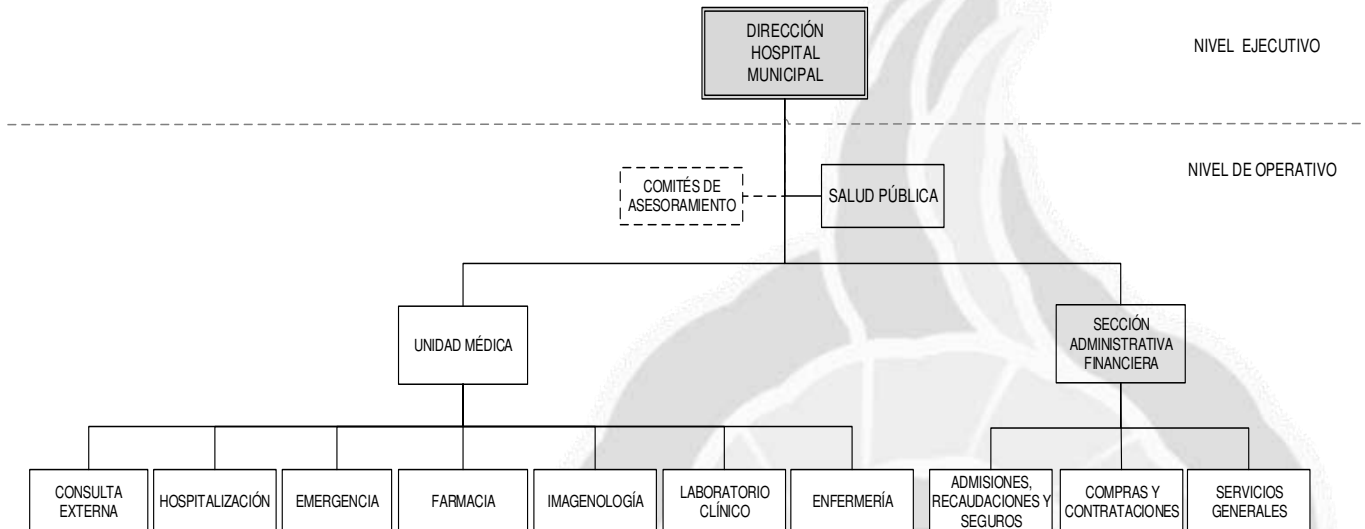 DIRECCIÓN
HOSPITAL
MUNICIPAL
NIVEL EJECUTIVO
NIVEL DE OPERATIVO
COMITÉS DE
ASESORAMIENTO
SALUD PÚBLICA
UNIDAD MÉDICA
SECCIÓN
ADMINISTRATIVA
FINANCIERA
CONSULTA
EXTERNA
HOSPITALIZACIÓN
EMERGENCIA
FARMACIA
IMAGENOLOGÍA
LABORATORIO
CLÍNICO
ENFERMERÍA
ADMISIONES,
RECAUDACIONES Y
SEGUROS
COMPRAS Y
CONTRATACIONES
SERVICIOS
GENERALES